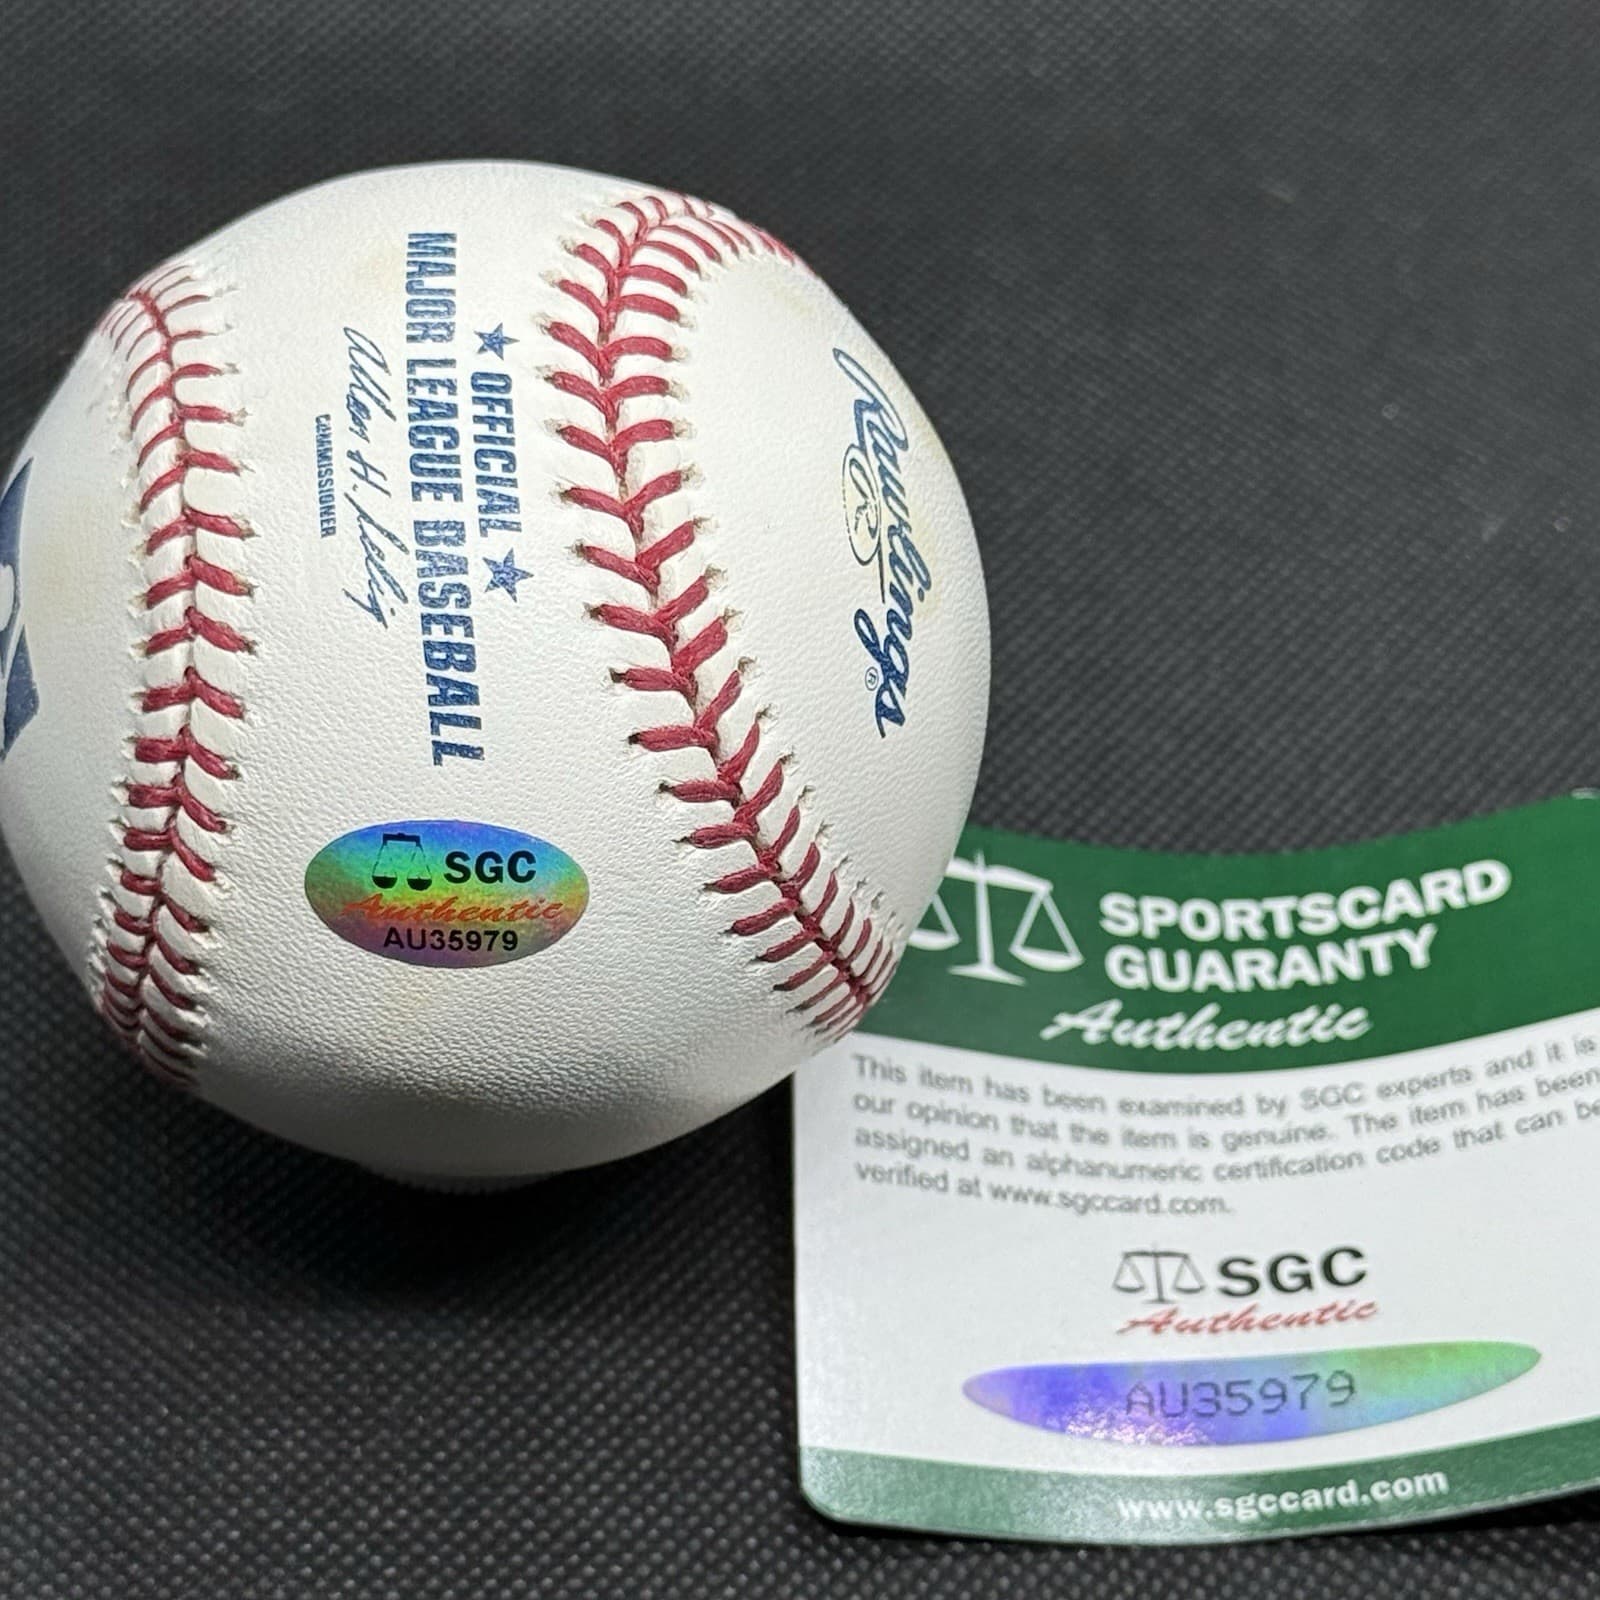 ★ OFFICIAL ★
MAJOR LEAGUE BASEBALL
Allan H. Selig
COMMISSIONER
Rawlings®
R
SGC
Authentic
AU35979
SPORTSCARD
GUARANTY
Authentic
This item has been examined by SGC experts and it is
our opinion that the item is genuine. The item has been
assigned an alphanumeric certification code that can be
verified at www.sgccard.com.
SGC
Authentic
AU35979
www.sgccard.com